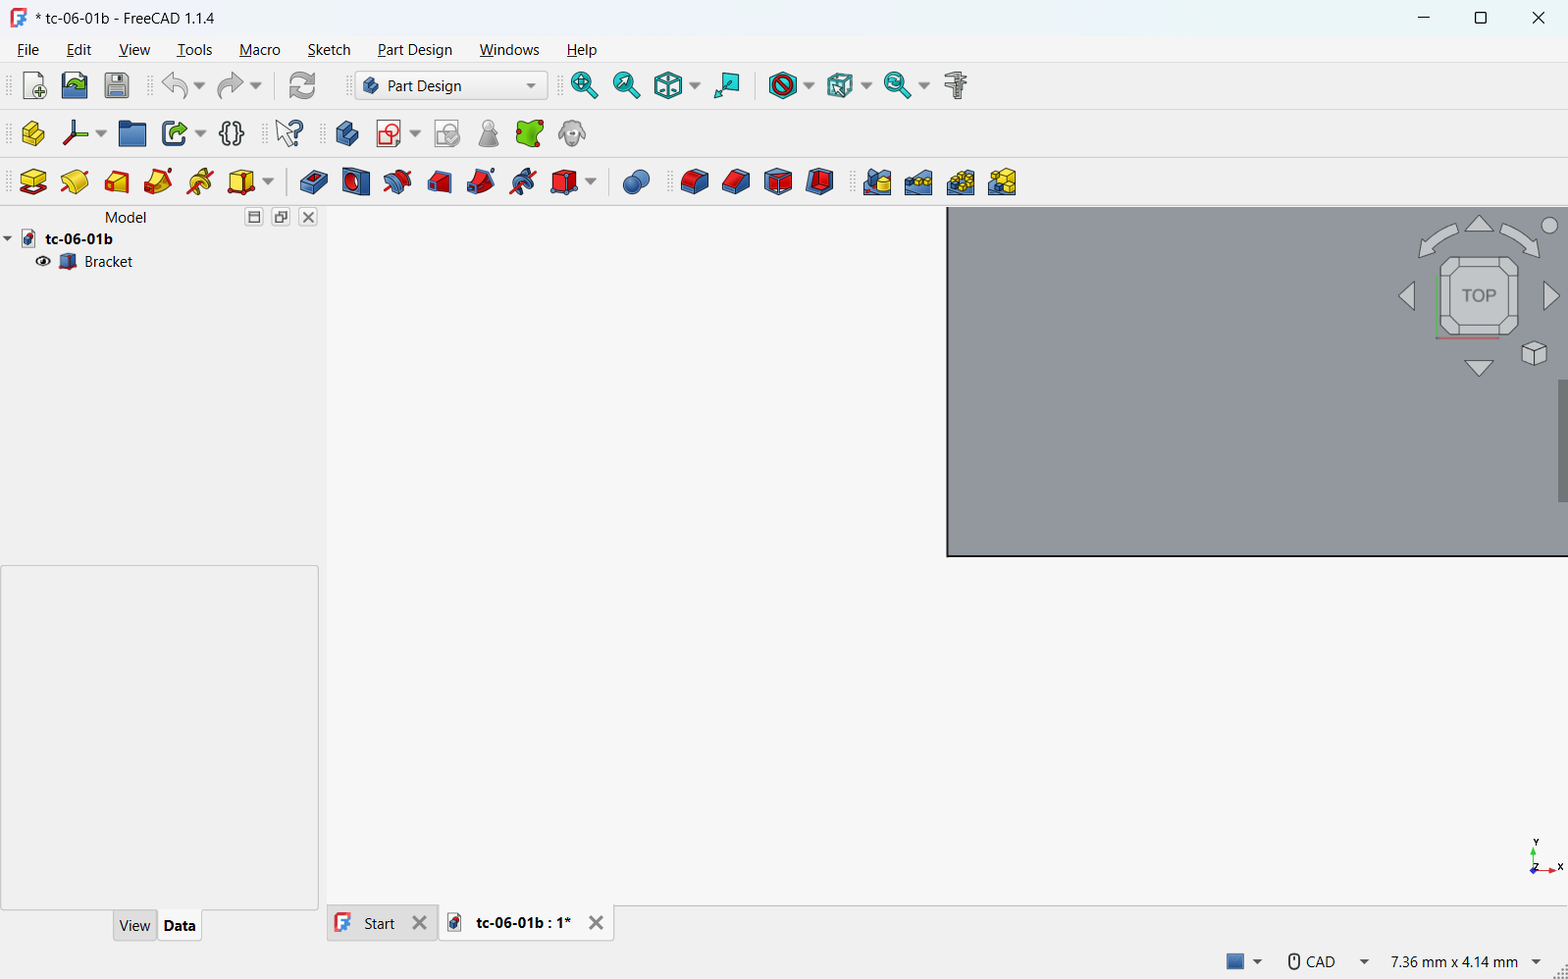 * tc-06-01b - FreeCAD 1.1.4
File Edit View Tools Macro Sketch Part Design Windows Help
Part Design
Model
tc-06-01b
Bracket
TOP
Y
Z X
View Data
Start tc-06-01b : 1*
CAD 7.36 mm x 4.14 mm